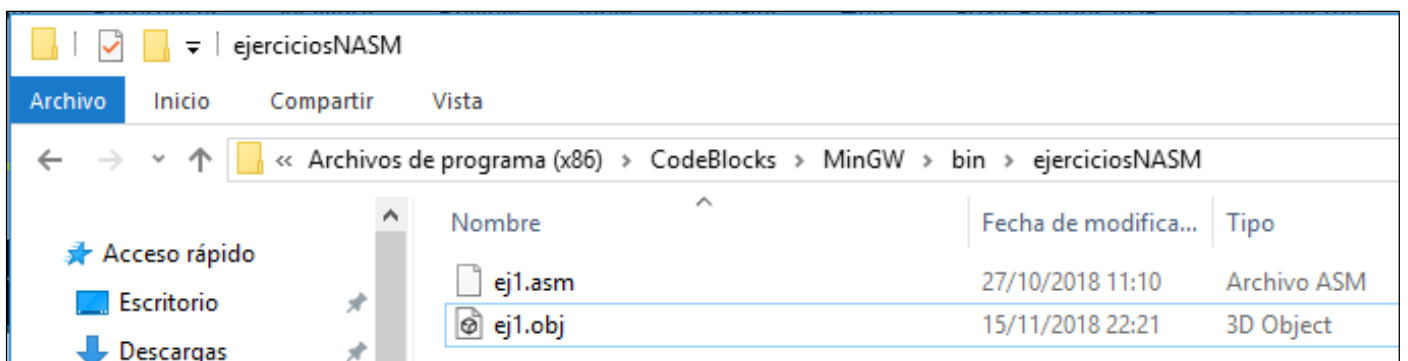 ejerciciosNASM
Archivo Inicio Compartir Vista
« Archivos de programa (x86) > CodeBlocks > MinGW > bin > ejerciciosNASM
Nombre Fecha de modifica... Tipo
Acceso rápido
ej1.asm 27/10/2018 11:10 Archivo ASM
Escritorio
ej1.obj 15/11/2018 22:21 3D Object
Descargas